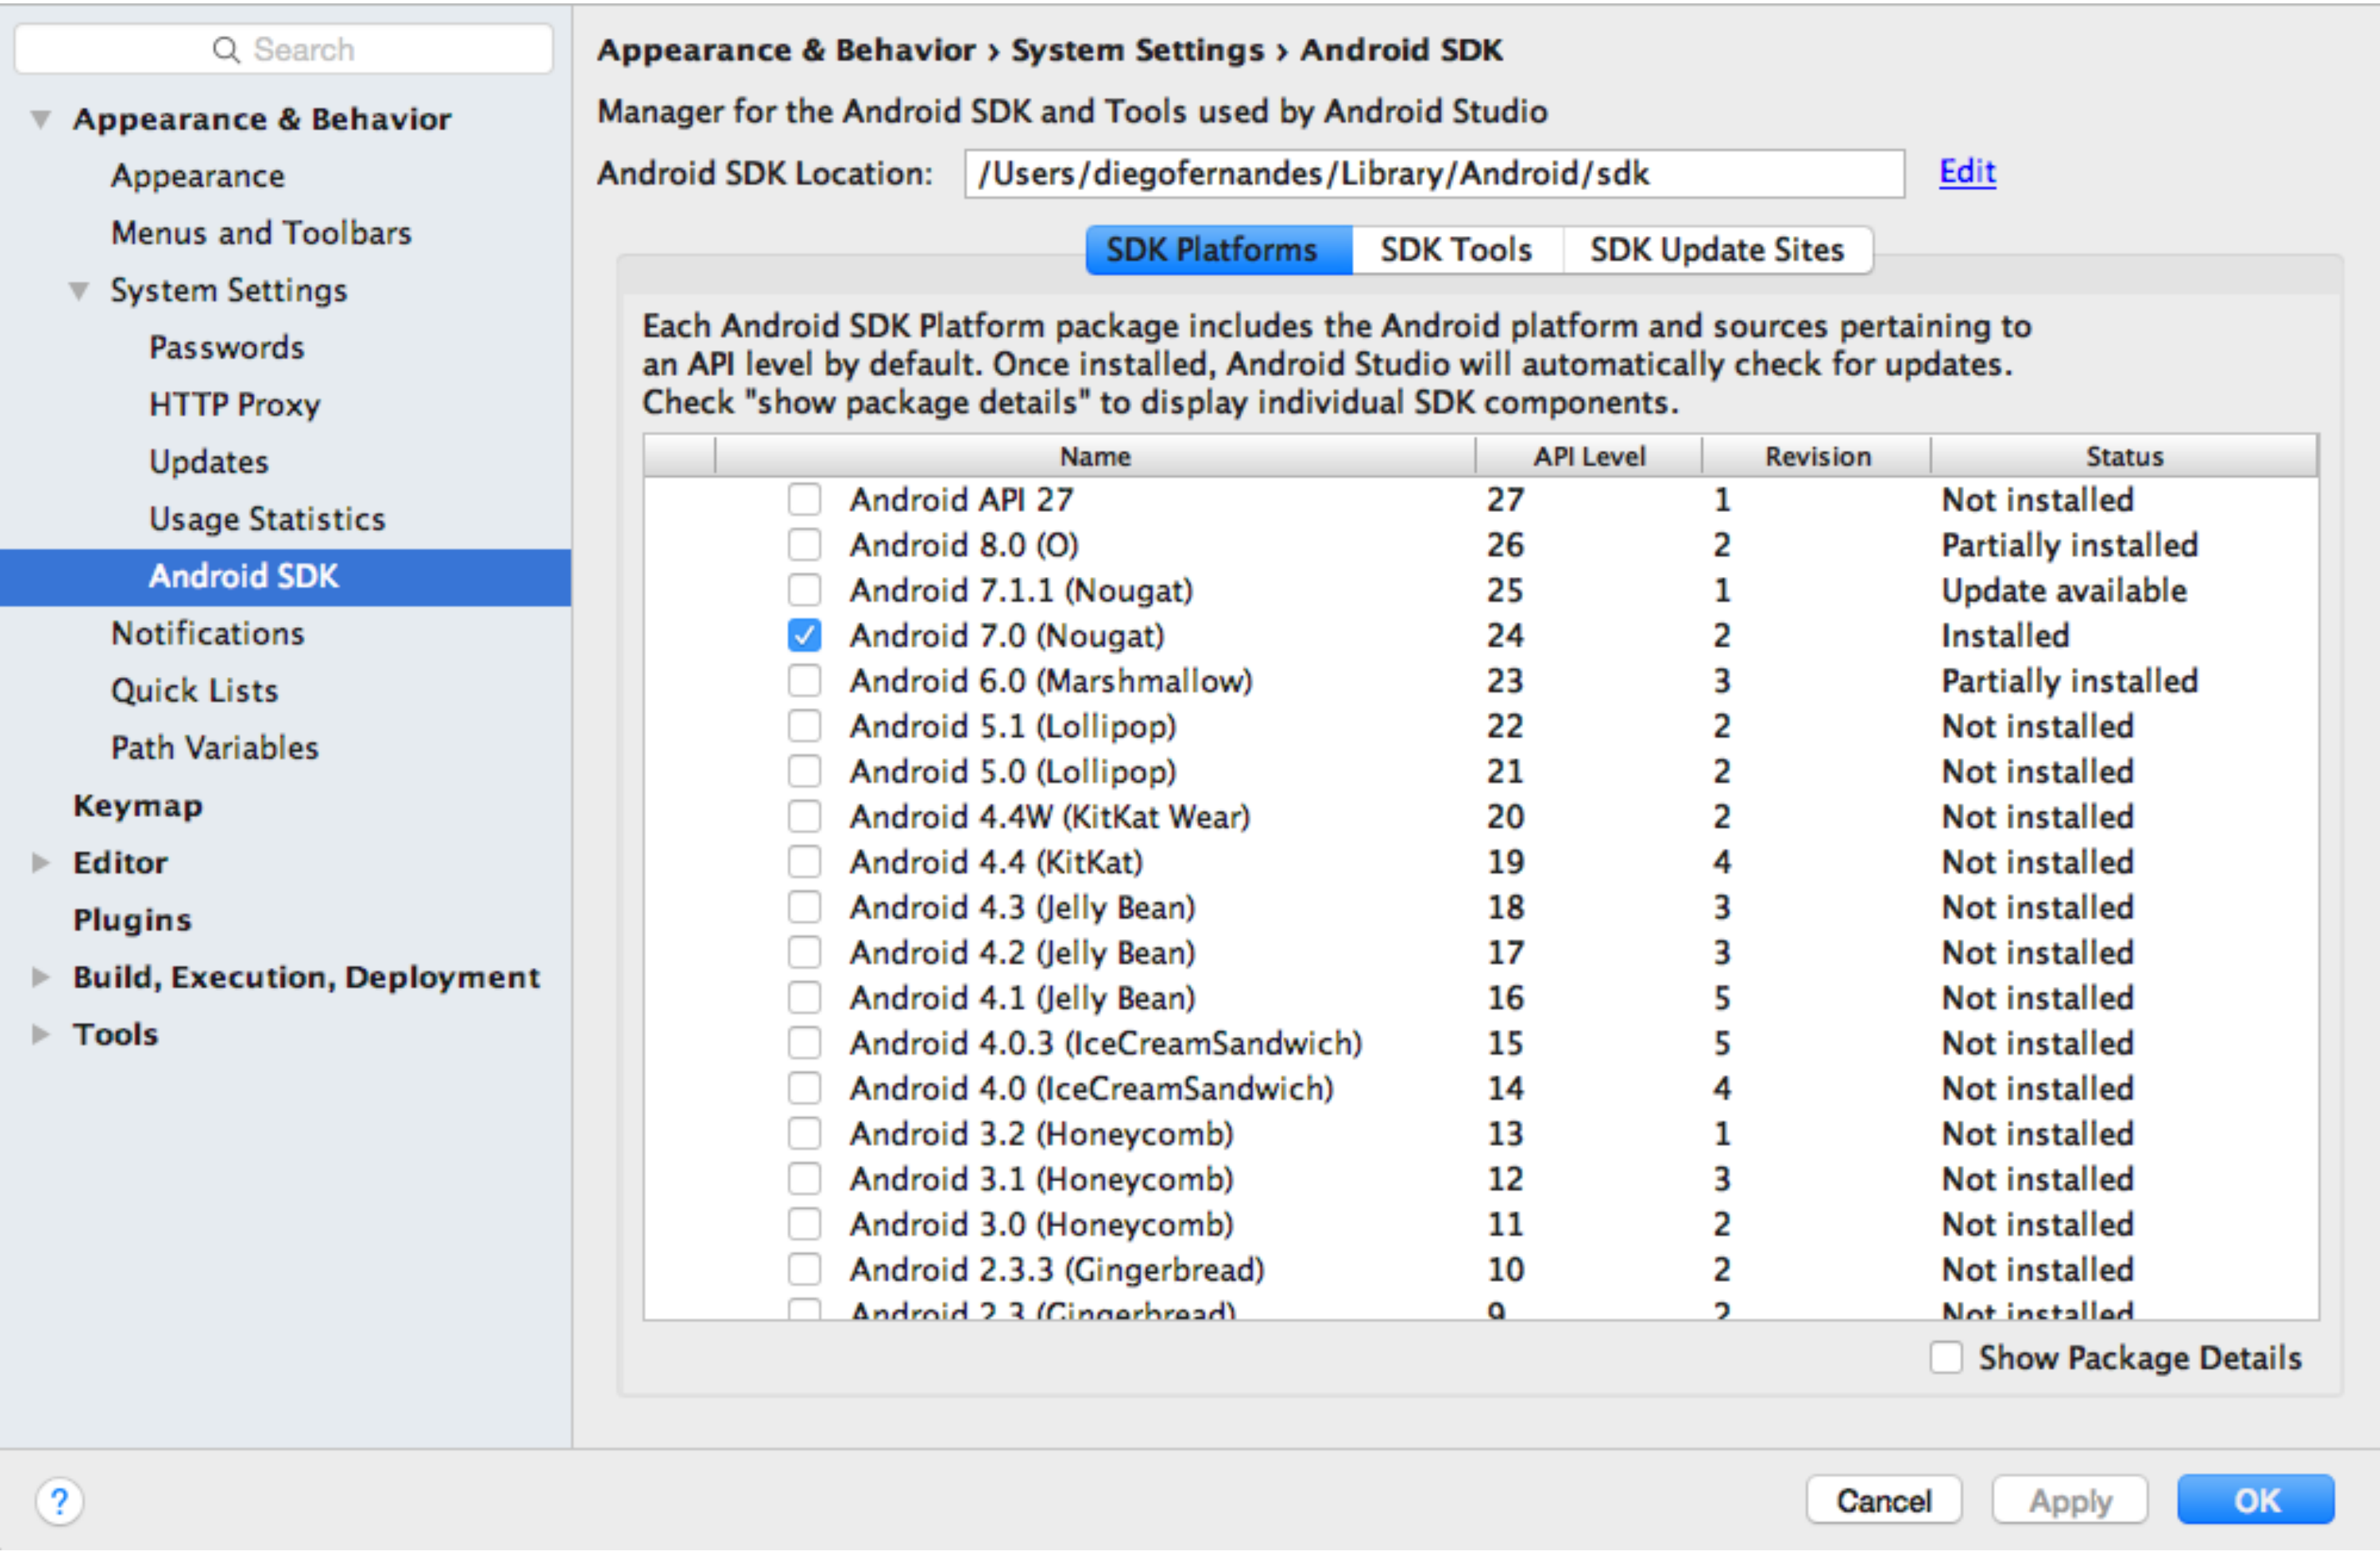 Search
Appearance & Behavior
Appearance
Menus and Toolbars
System Settings
Passwords
HTTP Proxy
Updates
Usage Statistics
Android SDK
Notifications
Quick Lists
Path Variables
Keymap
Editor
Plugins
Build, Execution, Deployment
Tools
Appearance & Behavior › System Settings › Android SDK
Manager for the Android SDK and Tools used by Android Studio
Android SDK Location: /Users/diegofernandes/Library/Android/sdk Edit
SDK Platforms SDK Tools SDK Update Sites
Each Android SDK Platform package includes the Android platform and sources pertaining to
an API level by default. Once installed, Android Studio will automatically check for updates.
Check "show package details" to display individual SDK components.
Name API Level Revision Status
Android API 27 27 1 Not installed
Android 8.0 (O) 26 2 Partially installed
Android 7.1.1 (Nougat) 25 1 Update available
Android 7.0 (Nougat) 24 2 Installed
Android 6.0 (Marshmallow) 23 3 Partially installed
Android 5.1 (Lollipop) 22 2 Not installed
Android 5.0 (Lollipop) 21 2 Not installed
Android 4.4W (KitKat Wear) 20 2 Not installed
Android 4.4 (KitKat) 19 4 Not installed
Android 4.3 (Jelly Bean) 18 3 Not installed
Android 4.2 (Jelly Bean) 17 3 Not installed
Android 4.1 (Jelly Bean) 16 5 Not installed
Android 4.0.3 (IceCreamSandwich) 15 5 Not installed
Android 4.0 (IceCreamSandwich) 14 4 Not installed
Android 3.2 (Honeycomb) 13 1 Not installed
Android 3.1 (Honeycomb) 12 3 Not installed
Android 3.0 (Honeycomb) 11 2 Not installed
Android 2.3.3 (Gingerbread) 10 2 Not installed
Android 2.3 (Gingerbread) 9 2 Not installed
Show Package Details
? Cancel Apply OK